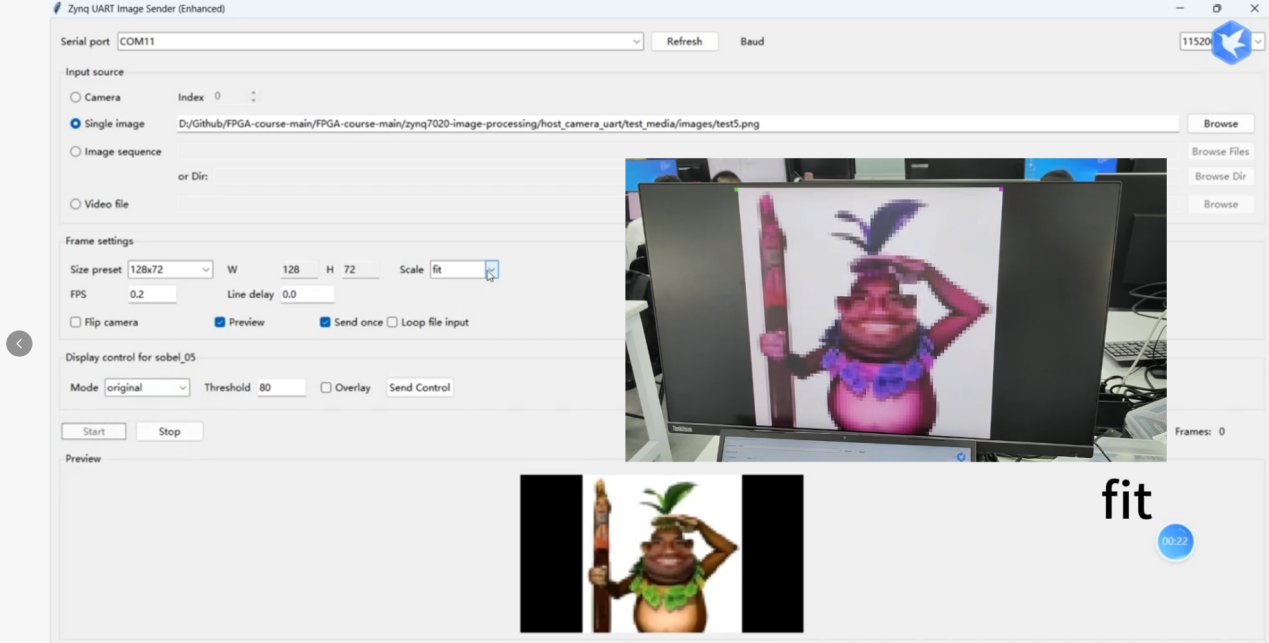 Zynq UART Image Sender (Enhanced)
Serial port COM11 Refresh Baud 11520
Input source
Camera Index 0
Single image D:/Github/FPGA-course-main/FPGA-course-main/zynq7020-image-processing/host_camera_uart/test_media/images/test5.png Browse
Image sequence Browse Files
or Dir: Browse Dir
Video file Browse
Frame settings
Size preset 128x72 W 128 H 72 Scale fit
FPS 0.2 Line delay 0.0
Flip camera Preview Send once Loop file input
Display control for sobel_05
Mode original Threshold 80 Overlay Send Control
Start Stop Frames: 0
Preview
fit
00:22